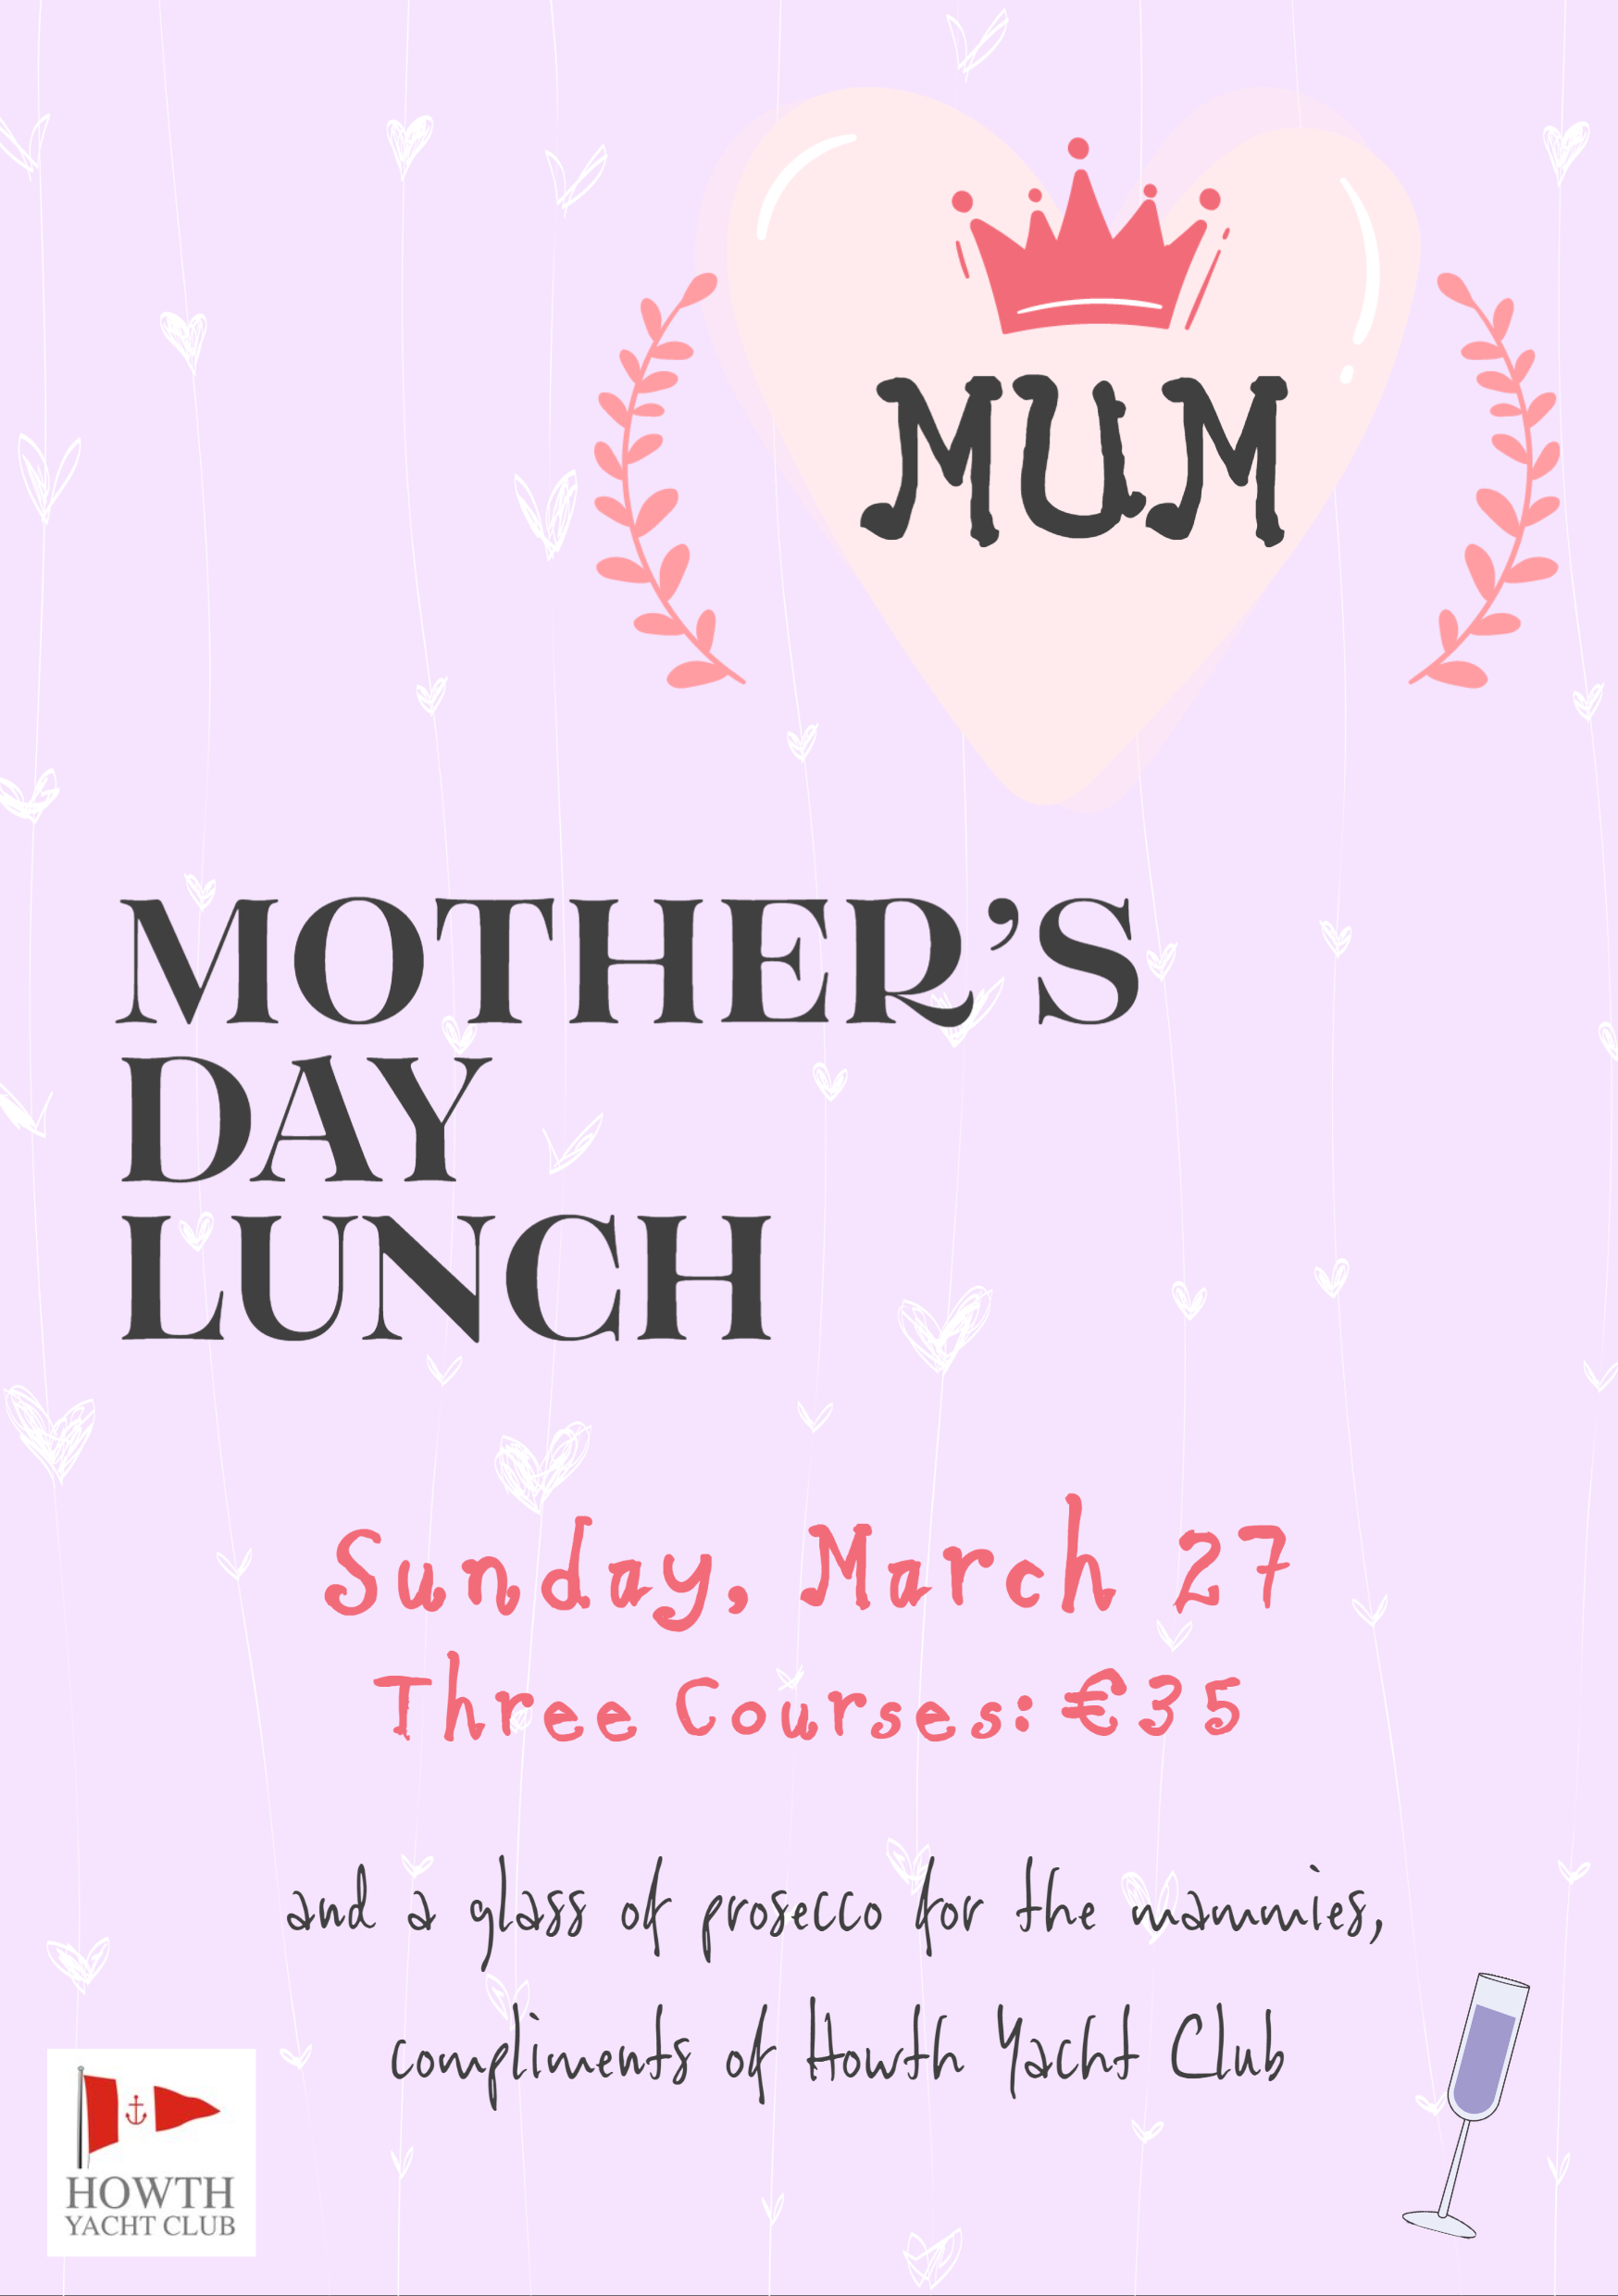 MUM
MOTHER'S
DAY
LUNCH
Sunday, March 27
Three Courses: €35
and a glass of prosecco for the mammies,
compliments of Howth Yacht Club
HOWTH
YACHT CLUB